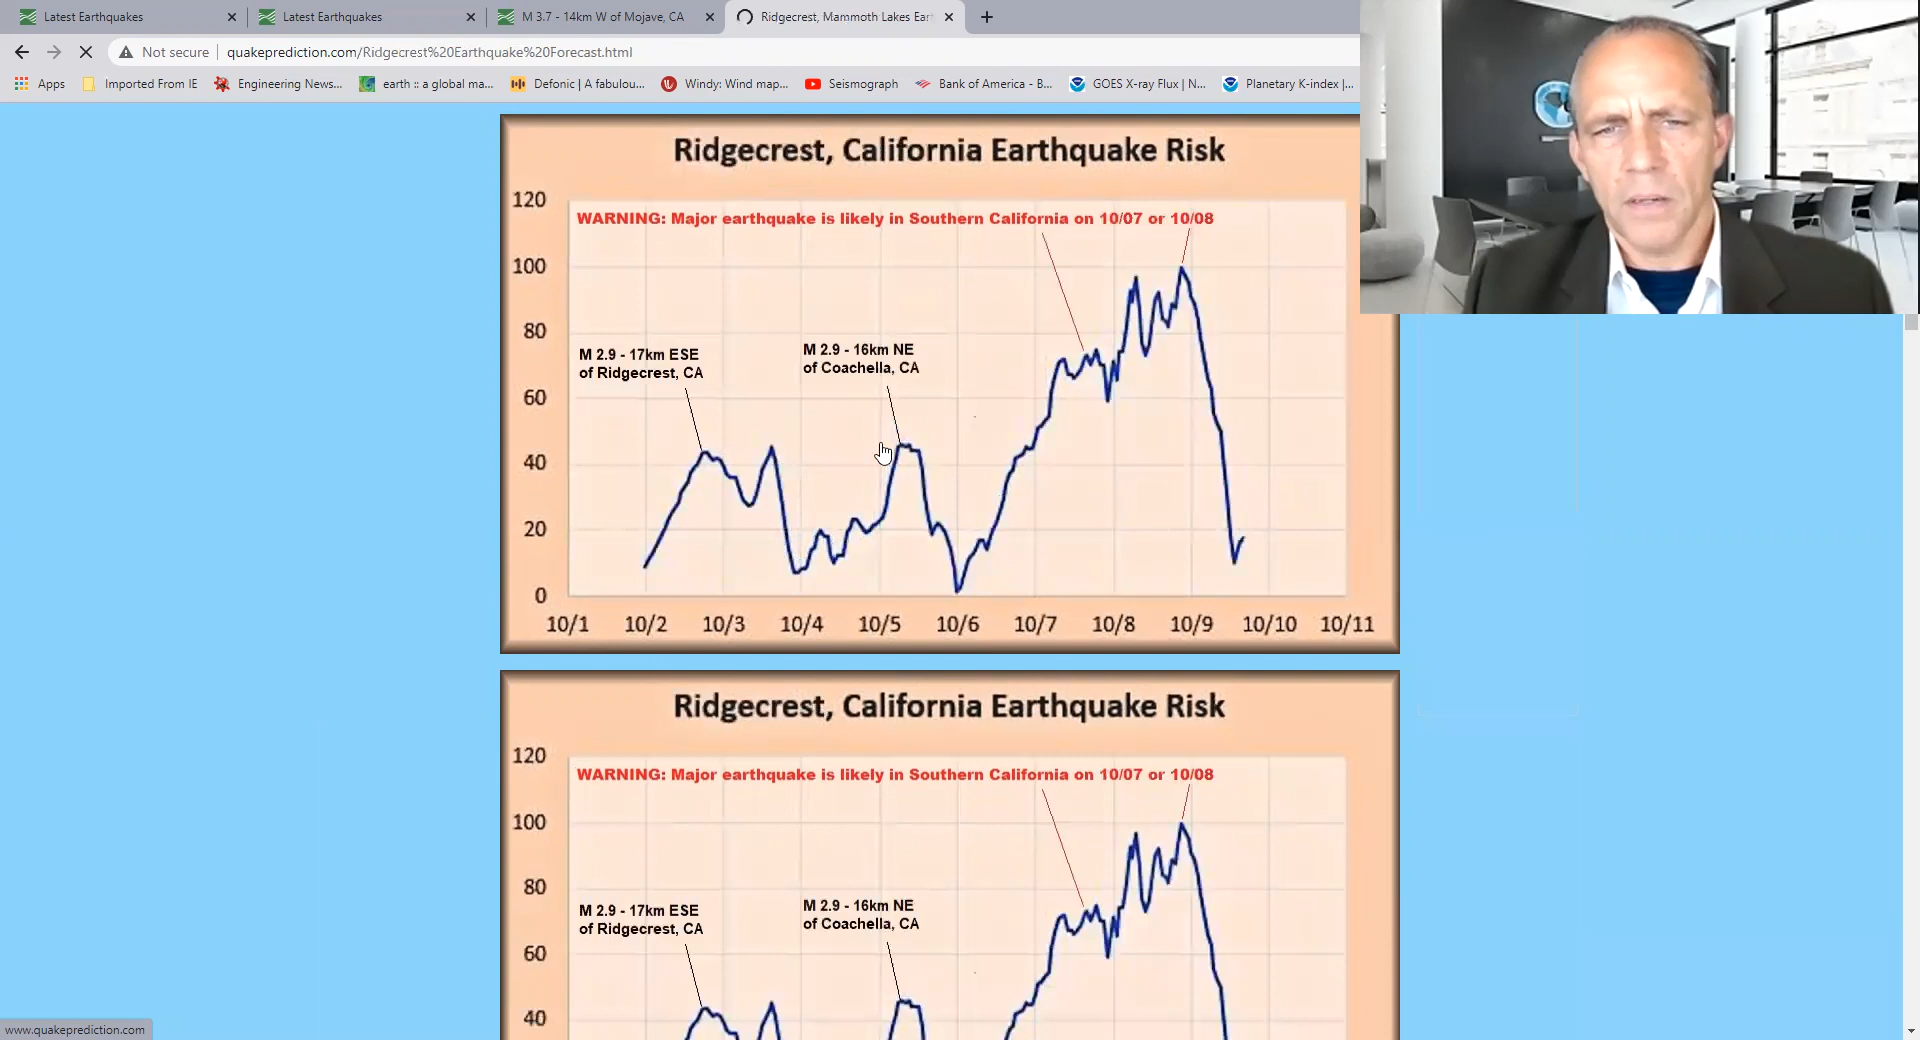 Latest Earthquakes
Latest Earthquakes
M 3.7 - 14km W of Mojave, CA
Ridgecrest, Mammoth Lakes Ear
Not secure
quakeprediction.com/Ridgecrest%20Earthquake%20Forecast.html
Apps
Imported From IE
Engineering News...
earth :: a global ma...
Defonic | A fabulou...
Windy: Wind map...
Seismograph
Bank of America - B...
GOES X-ray Flux | N...
Planetary K-index |...
Ridgecrest, California Earthquake Risk
120
WARNING: Major earthquake is likely in Southern California on 10/07 or 10/08
100
80
M 2.9 - 17km ESE
of Ridgecrest, CA
M 2.9 - 16km NE
of Coachella, CA
60
40
20
0
10/1 10/2 10/3 10/4 10/5 10/6 10/7 10/8 10/9 10/10 10/11
Ridgecrest, California Earthquake Risk
120
WARNING: Major earthquake is likely in Southern California on 10/07 or 10/08
100
80
M 2.9 - 17km ESE
of Ridgecrest, CA
M 2.9 - 16km NE
of Coachella, CA
60
40
www.quakeprediction.com